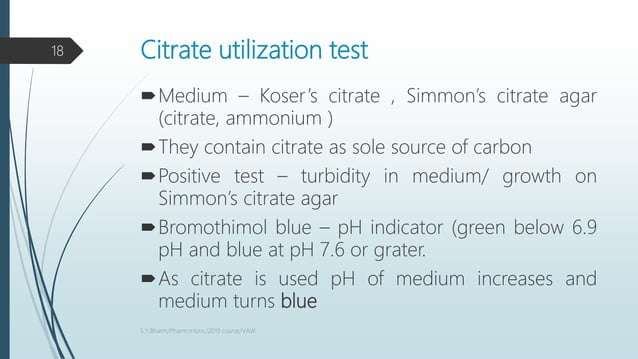 18
Citrate utilization test
Medium – Koser's citrate , Simmon's citrate agar
(citrate, ammonium )
They contain citrate as sole source of carbon
Positive test – turbidity in medium/ growth on
Simmon's citrate agar
Bromothimol blue – pH indicator (green below 6.9
pH and blue at pH 7.6 or grater.
As citrate is used pH of medium increases and
medium turns blue